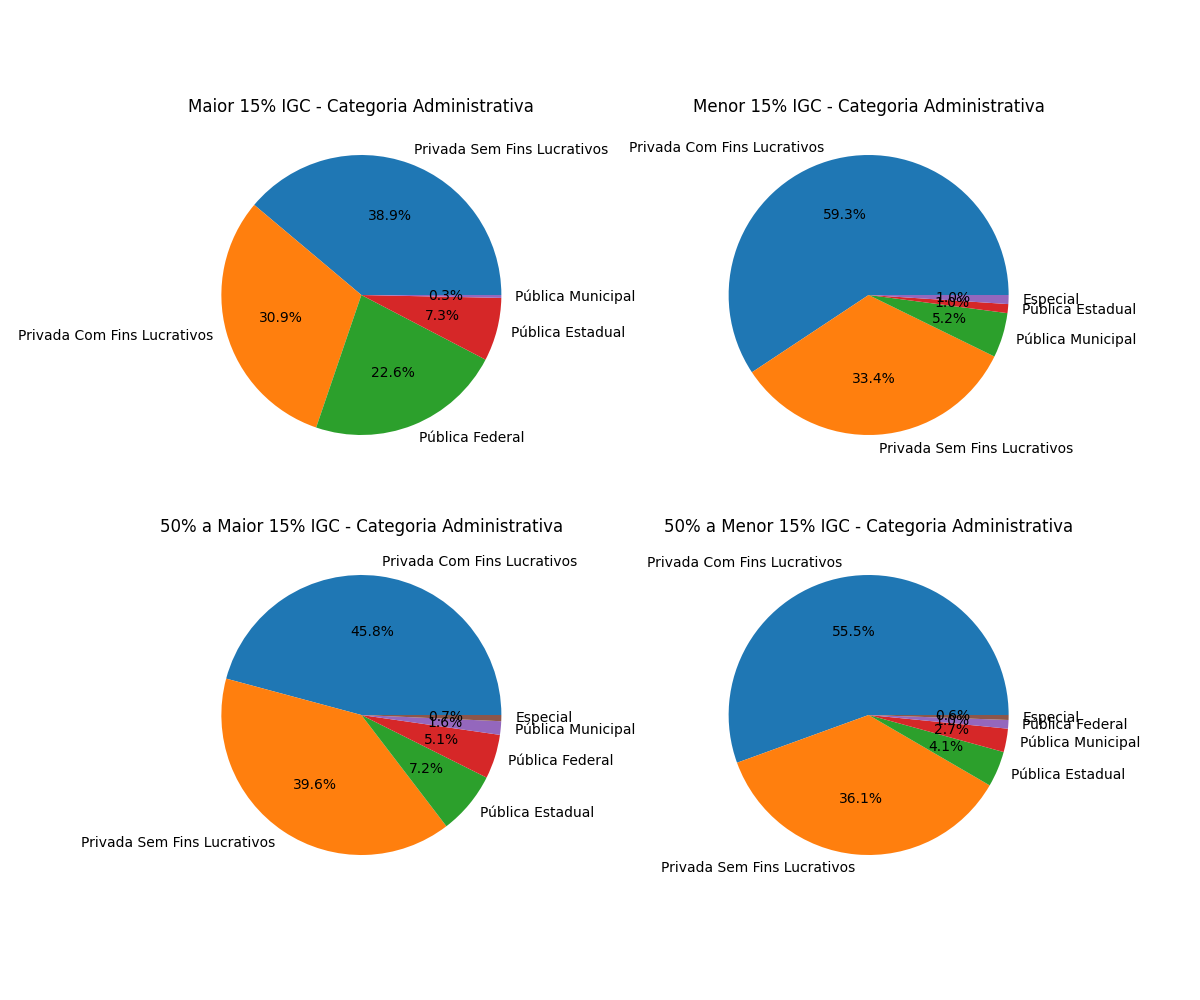 Maior 15% IGC - Categoria Administrativa
Privada Sem Fins Lucrativos
38.9%
Privada Com Fins Lucrativos
30.9%
Pública Federal
22.6%
Pública Estadual
7.3%
Pública Municipal
0.3%
Menor 15% IGC - Categoria Administrativa
Privada Com Fins Lucrativos
59.3%
Privada Sem Fins Lucrativos
33.4%
Pública Municipal
5.2%
Pública Estadual
1.0%
Especial
1.0%
50% a Maior 15% IGC - Categoria Administrativa
Privada Com Fins Lucrativos
45.8%
Privada Sem Fins Lucrativos
39.6%
Pública Estadual
7.2%
Pública Federal
5.1%
Pública Municipal
1.6%
Especial
0.7%
50% a Menor 15% IGC - Categoria Administrativa
Privada Com Fins Lucrativos
55.5%
Privada Sem Fins Lucrativos
36.1%
Pública Estadual
4.1%
Pública Municipal
2.7%
Pública Federal
1.0%
Especial
0.6%